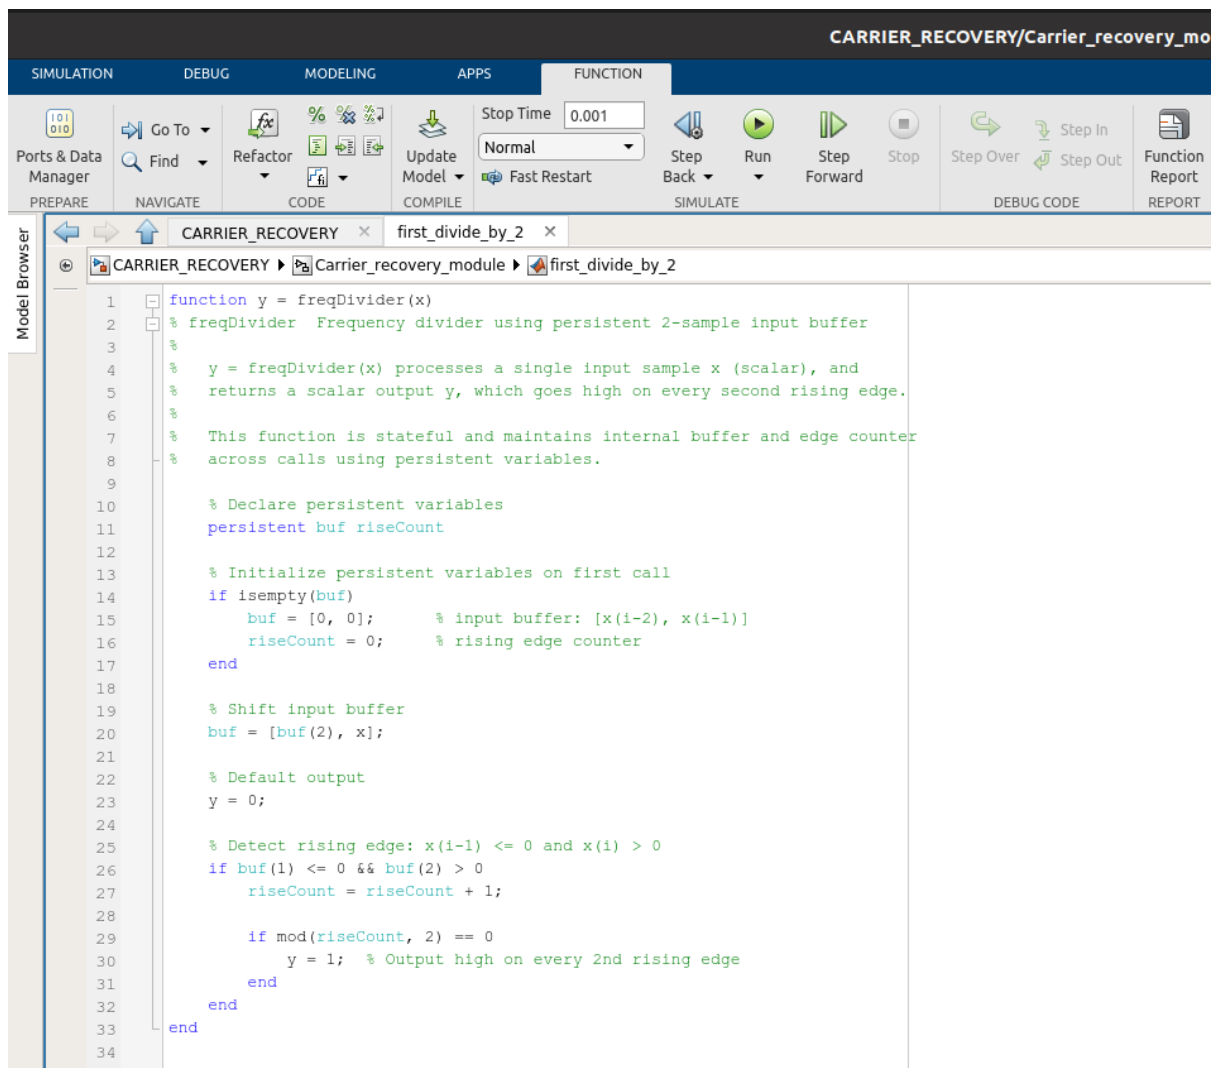 CARRIER_RECOVERY/Carrier_recovery_mo
SIMULATION DEBUG MODELING APPS FUNCTION
Ports & Data Manager
Go To
Find
Refactor
fi
Update Model
Stop Time 0.001
Normal
Fast Restart
Step Back
Run
Step Forward
Stop
Step Over
Step In
Step Out
Function Report
PREPARE NAVIGATE CODE COMPILE SIMULATE DEBUG CODE REPORT
Model Browser
CARRIER_RECOVERY × first_divide_by_2 ×
CARRIER_RECOVERY Carrier_recovery_module first_divide_by_2
1 function y = freqDivider(x)
2 % freqDivider  Frequency divider using persistent 2-sample input buffer
3 %
4 %   y = freqDivider(x) processes a single input sample x (scalar), and
5 %   returns a scalar output y, which goes high on every second rising edge.
6 %
7 %   This function is stateful and maintains internal buffer and edge counter
8 %   across calls using persistent variables.
9
10     % Declare persistent variables
11     persistent buf riseCount
12
13     % Initialize persistent variables on first call
14     if isempty(buf)
15         buf = [0, 0];      % input buffer: [x(i-2), x(i-1)]
16         riseCount = 0;     % rising edge counter
17     end
18
19     % Shift input buffer
20     buf = [buf(2), x];
21
22     % Default output
23     y = 0;
24
25     % Detect rising edge: x(i-1) <= 0 and x(i) > 0
26     if buf(1) <= 0 && buf(2) > 0
27         riseCount = riseCount + 1;
28
29         if mod(riseCount, 2) == 0
30             y = 1;  % Output high on every 2nd rising edge
31         end
32     end
33 end
34